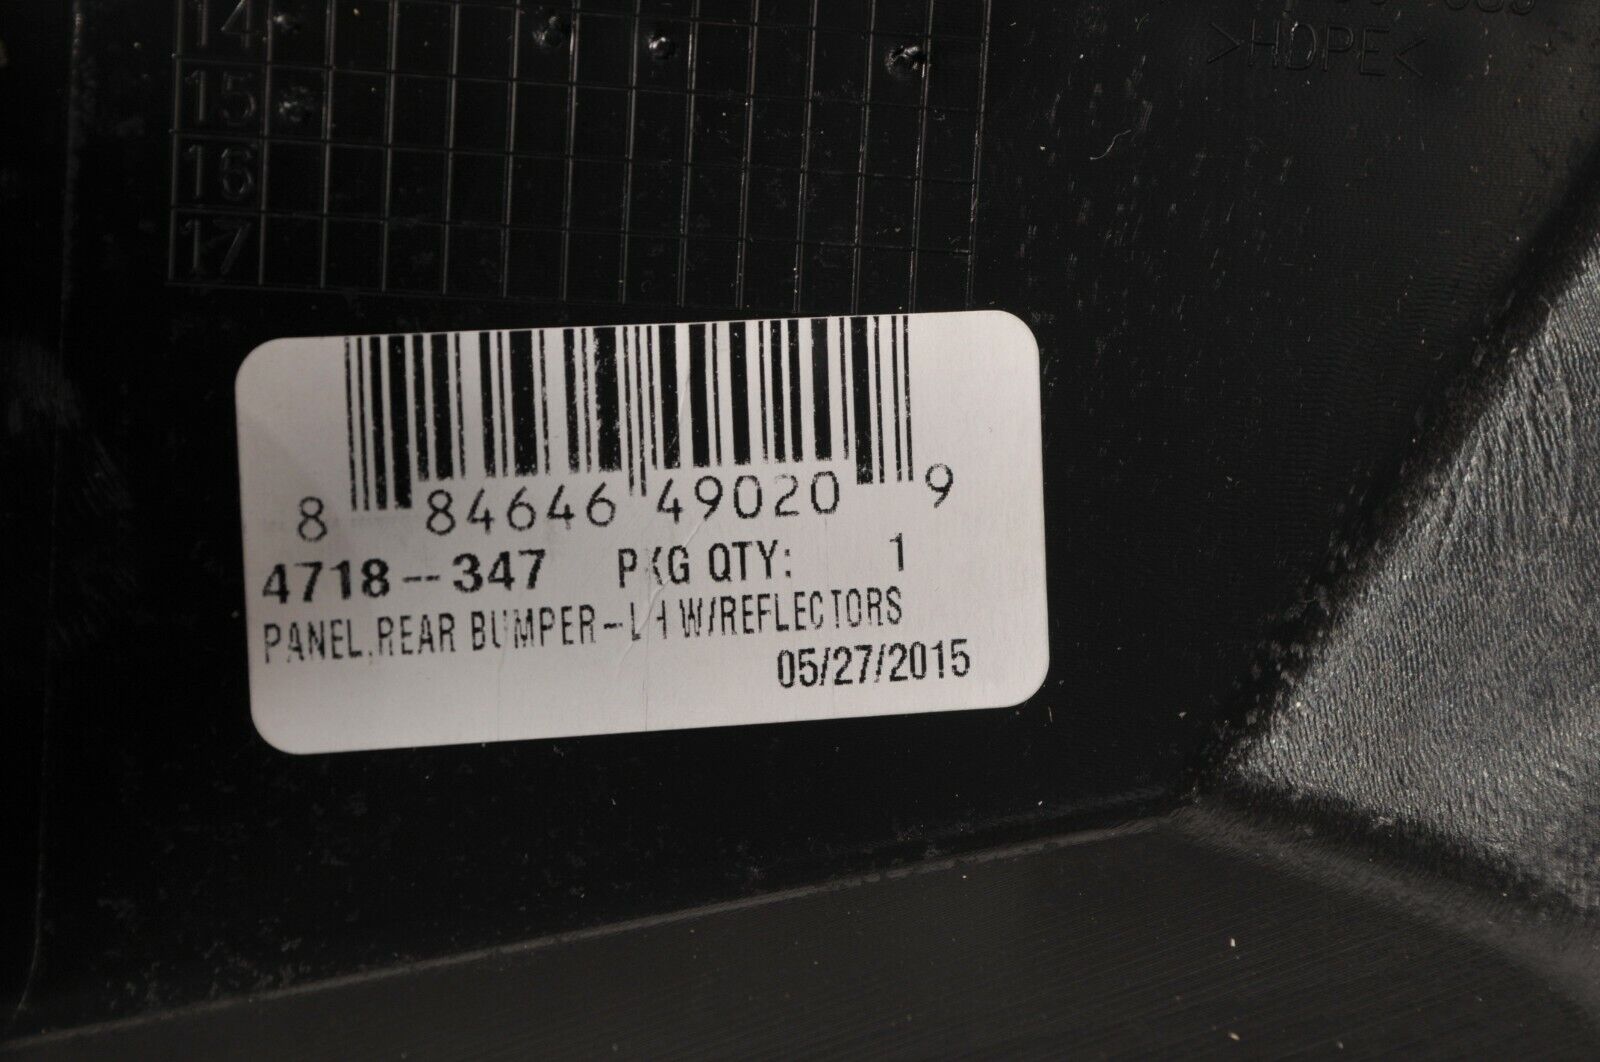 14
>HDPE<
15
16
17
8 84646 49020 9
4718--347 PKG QTY: 1
PANEL,REAR BUMPER-LH W/REFLECTORS
05/27/2015